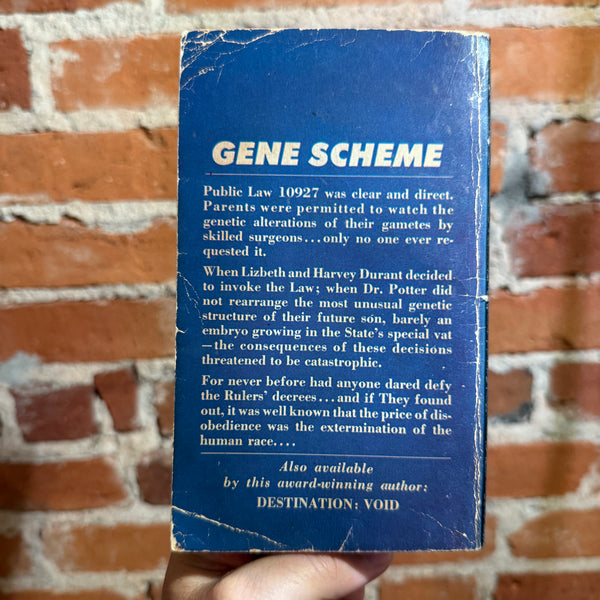 GENE SCHEME
Public Law 10927 was clear and direct.
Parents were permitted to watch the
genetic alterations of their gametes by
skilled surgeons...only no one ever re-
quested it.
When Lizbeth and Harvey Durant decided
to invoke the Law; when Dr. Potter did
not rearrange the most unusual genetic
structure of their future son, barely an
embryo growing in the State's special vat
—the consequences of these decisions
threatened to be catastrophic.
For never before had anyone dared defy
the Rulers' decrees...and if They found
out, it was well known that the price of dis-
obedience was the extermination of the
human race....
Also available
by this award-winning author:
DESTINATION: VOID